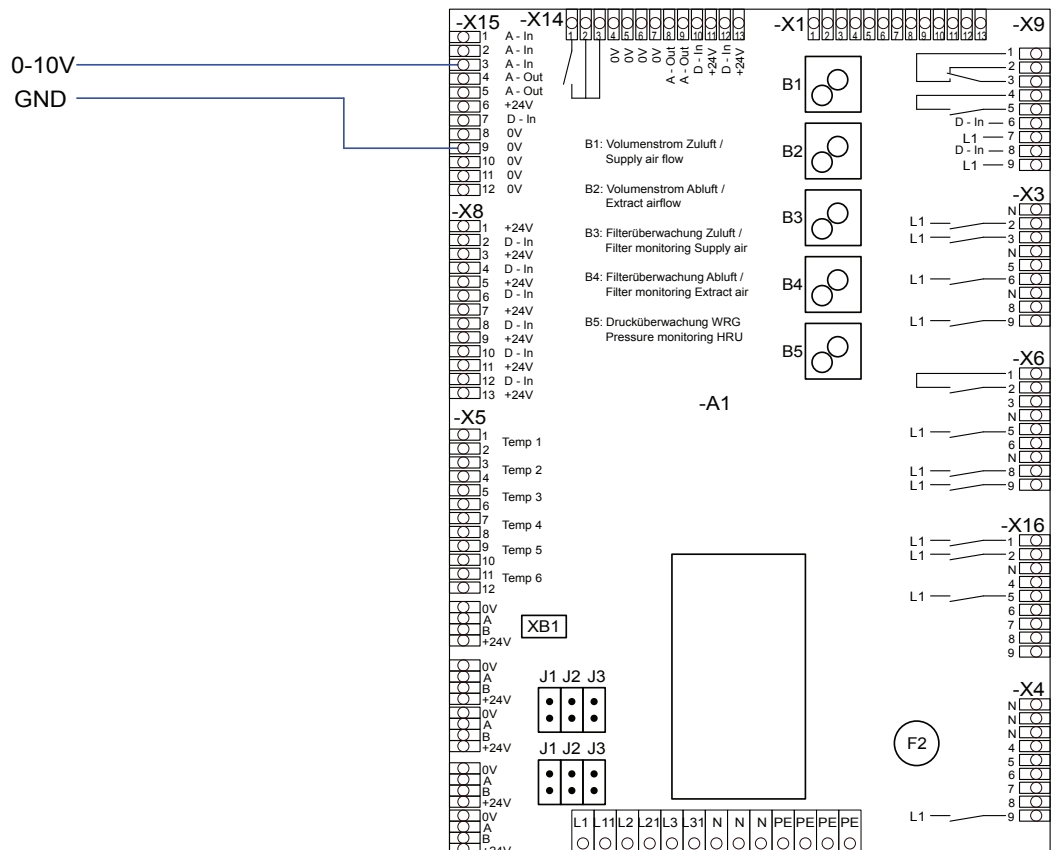 0-10V
GND
-X15
1 A - In
2 A - In
3 A - In
4 A - Out
5 A - Out
6 +24V
7 D - In
8 0V
9 0V
10 0V
11 0V
12 0V
-X8
1 +24V
2 D - In
3 +24V
4 D - In
5 +24V
6 D - In
7 +24V
8 D - In
9 +24V
10 D - In
11 +24V
12 D - In
13 +24V
-X5
1
2
Temp 1
3
4
Temp 2
5
6
Temp 3
7
8
Temp 4
9
10
Temp 5
11
12
Temp 6
0V
A
B
+24V
XB1
0V
A
B
+24V
0V
A
B
+24V
J1 J2 J3
0V
A
B
+24V
0V
A
B
+24V
J1 J2 J3
-X14
1 2 3 4 5 6 7 8 9 10 11 12 13
0V
0V
0V
0V
A - Out
A - Out
D - In
+24V
D - In
+24V
B1: Volumenstrom Zuluft /
Supply air flow
B2: Volumenstrom Abluft /
Extract airflow
B3: Filterüberwachung Zuluft /
Filter monitoring Supply air
B4: Filterüberwachung Abluft /
Filter monitoring Extract air
B5: Drucküberwachung WRG
Pressure monitoring HRU
-X1
1 2 3 4 5 6 7 8 9 10 11 12 13
B1
B2
B3
B4
B5
-A1
F2
L1 L11 L2 L21 L3 L31 N N N PE PE PE PE
-X9
1
2
3
4
5
D - In 6
L1 7
D - In 8
L1 9
-X3
N
L1 2
L1 3
N
5
L1 6
N
8
L1 9
-X6
1
2
3
N
L1 5
6
N
L1 8
L1 9
-X16
L1 1
L1 2
N
4
L1 5
6
7
8
9
-X4
N
N
N
4
5
6
7
8
L1 9